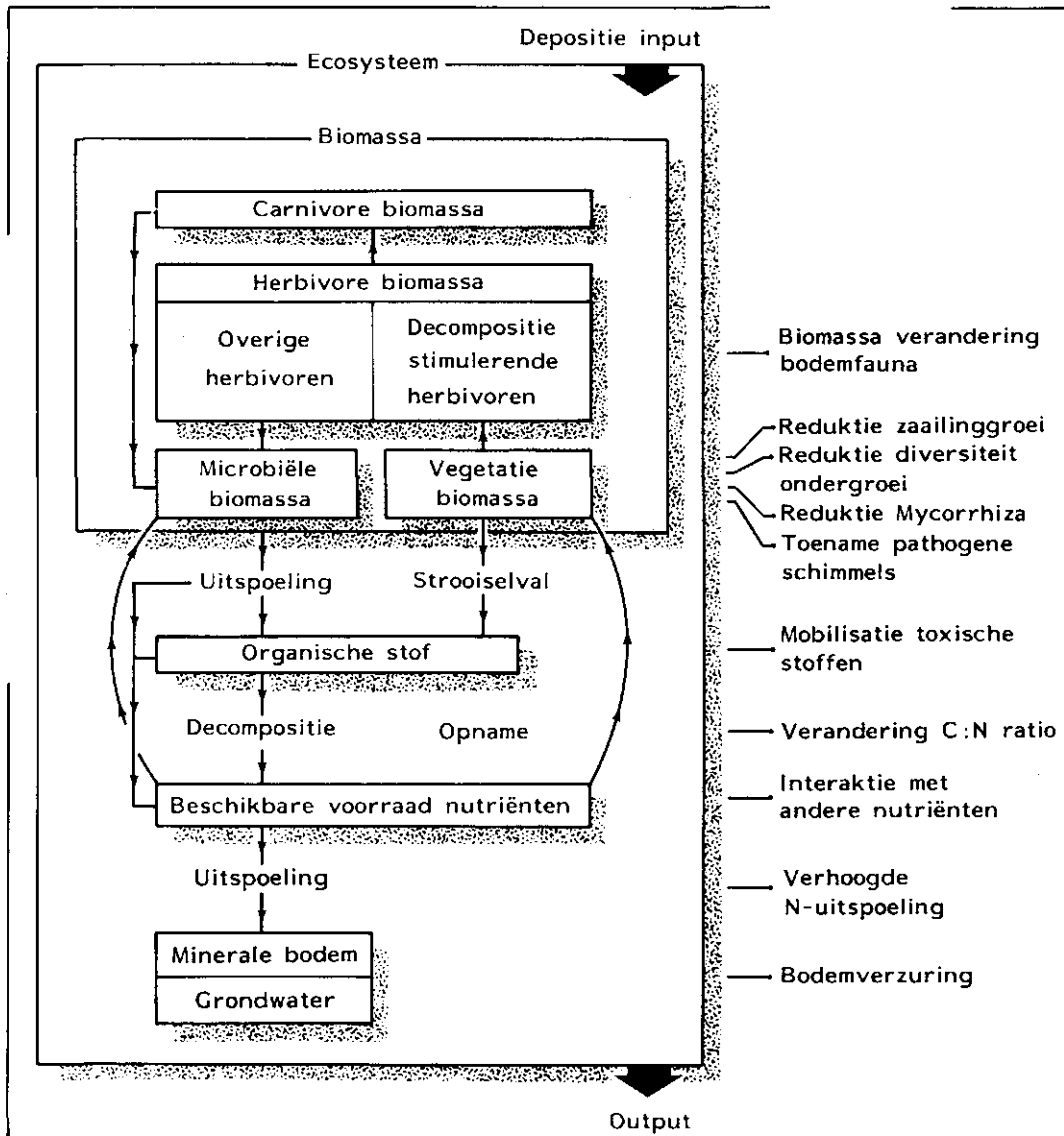 Depositie input
Ecosysteem
Biomassa
Carnivore biomassa
Herbivore biomassa
Overige
herbivoren
Decompositie
stimulerende
herbivoren
Microbiële
biomassa
Vegetatie
biomassa
Uitspoeling
Strooiselval
Organische stof
Decompositie
Opname
Beschikbare voorraad nutriënten
Uitspoeling
Minerale bodem
Grondwater
Output
Biomassa verandering
bodemfauna
Reduktie zaailinggroei
Reduktie diversiteit
ondergroei
Reduktie Mycorrhiza
Toename pathogene
schimmels
Mobilisatie toxische
stoffen
Verandering C:N ratio
Interaktie met
andere nutriënten
Verhoogde
N-uitspoeling
Bodemverzuring